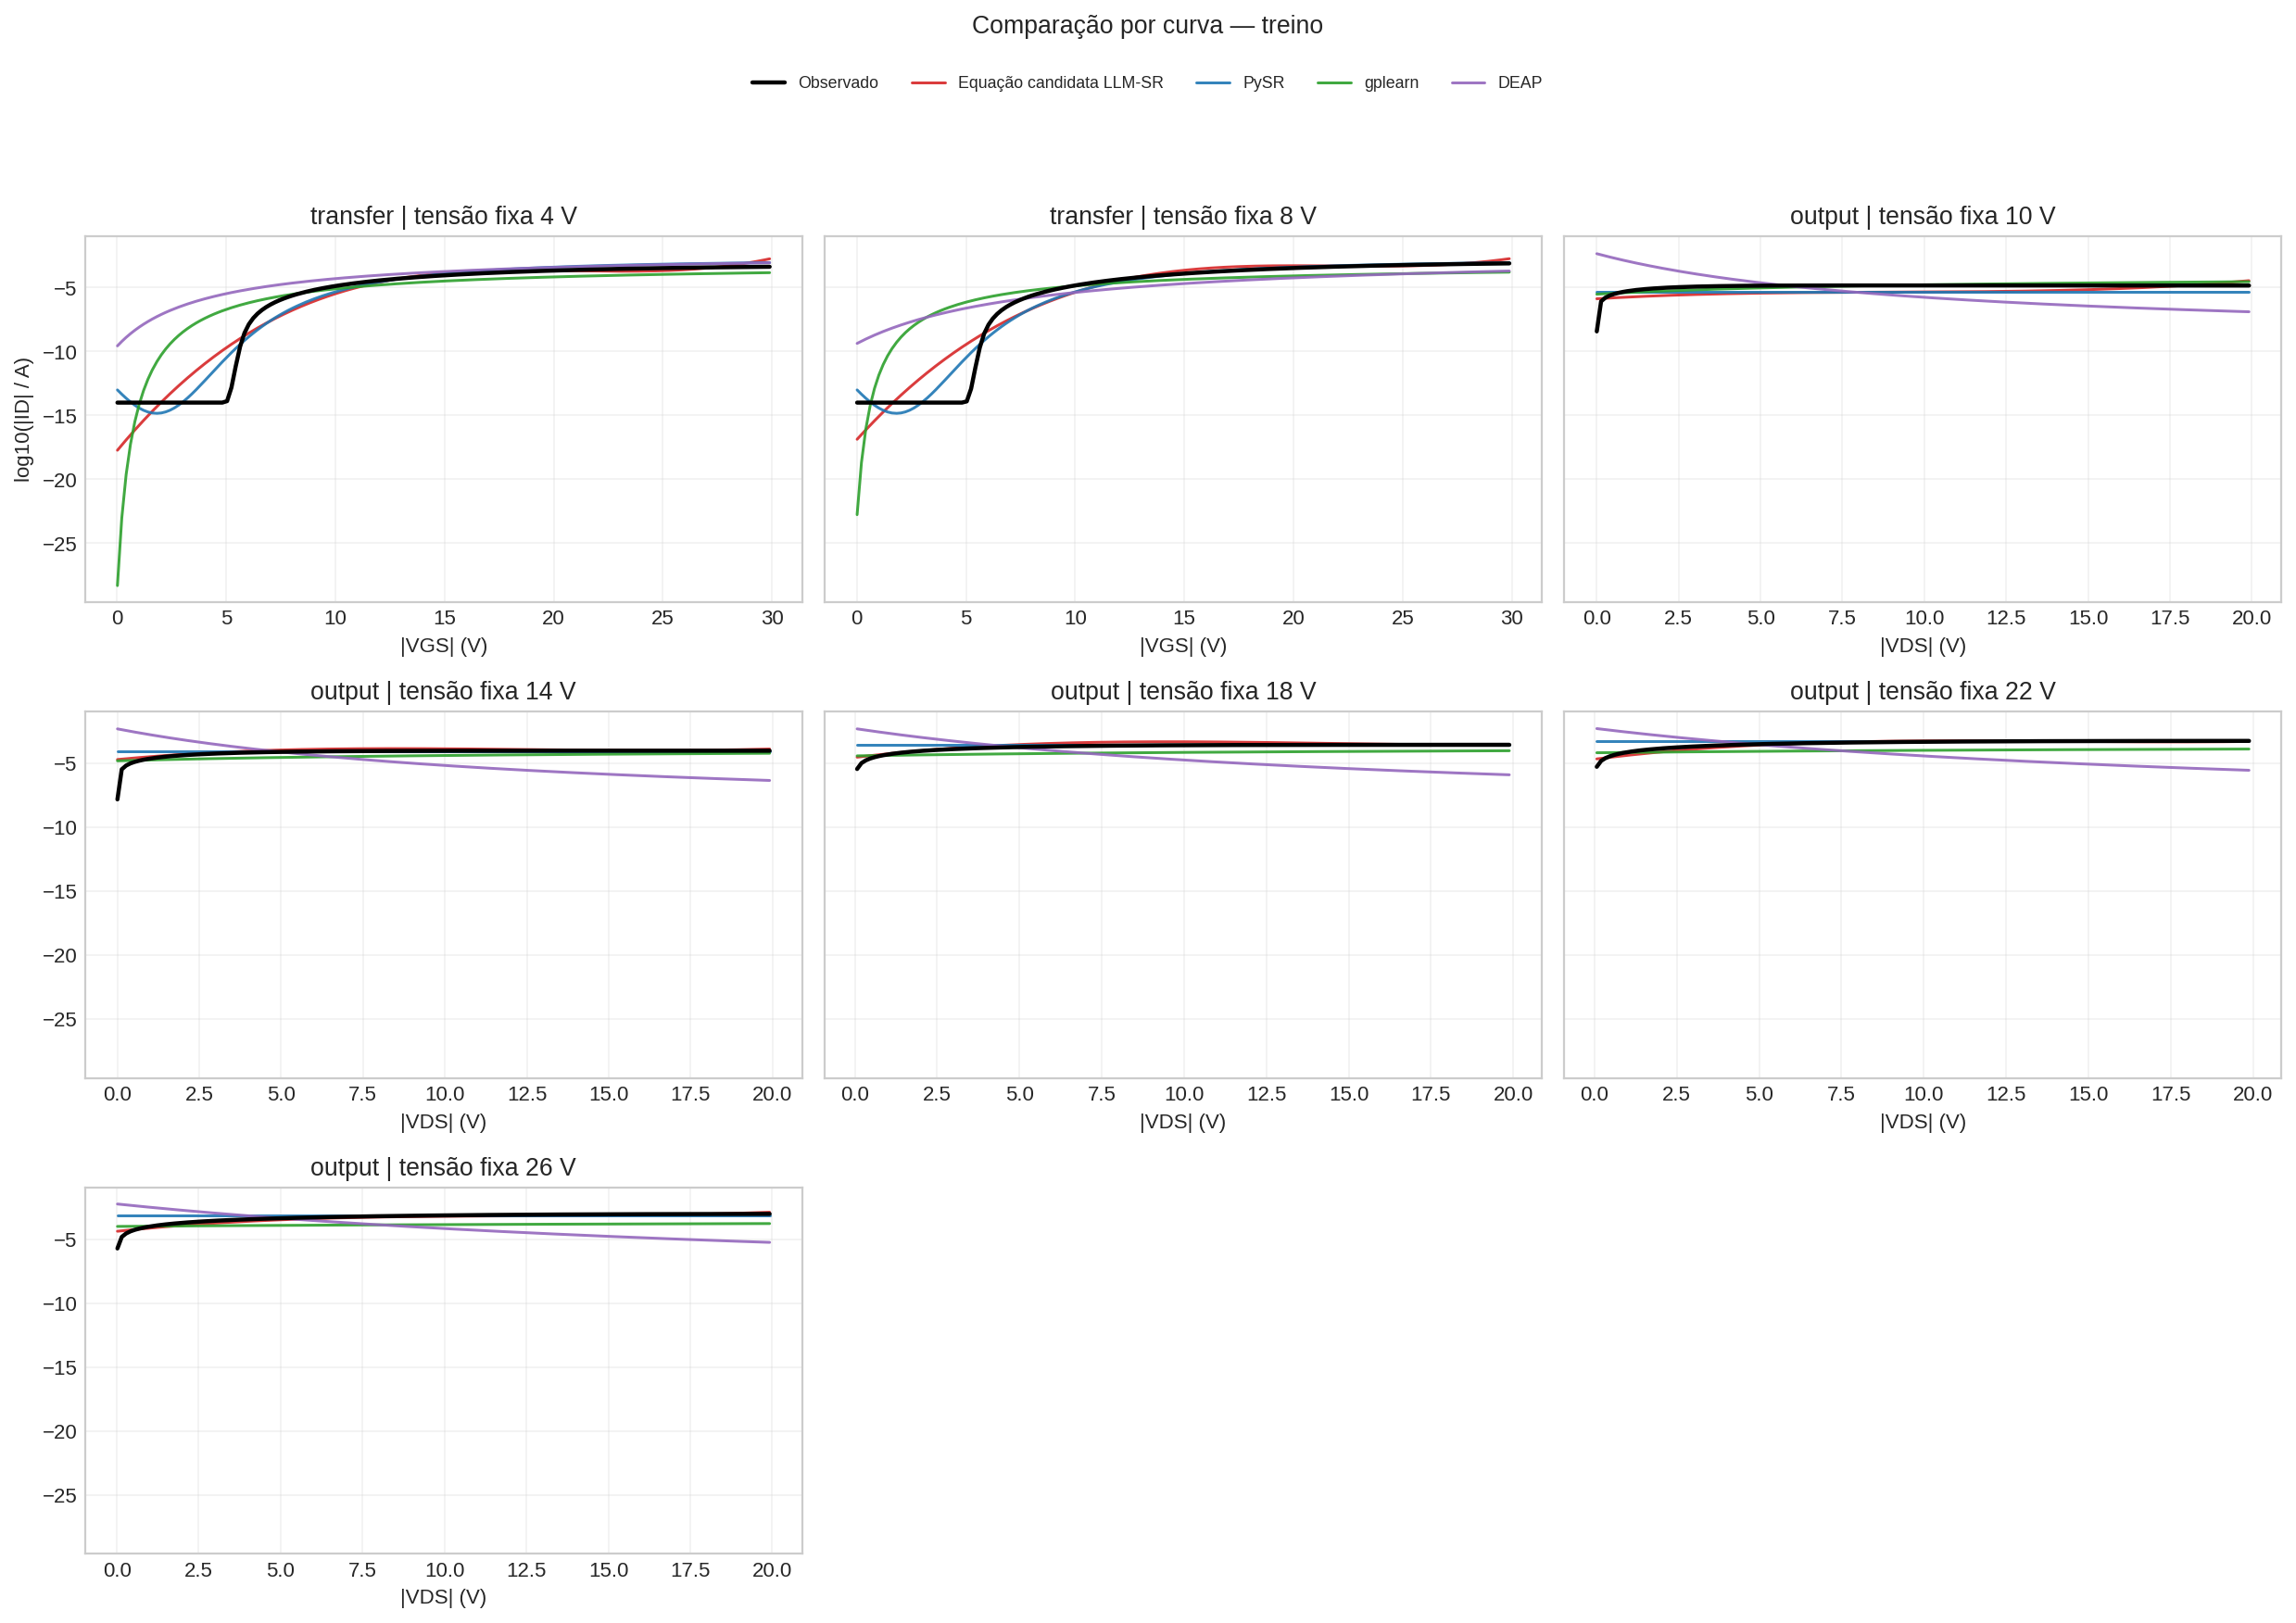 Comparação por curva — treino
Observado Equação candidata LLM-SR PySR gplearn DEAP
transfer | tensão fixa 4 V
transfer | tensão fixa 8 V
output | tensão fixa 10 V
log10(|ID| / A)
−5
−10
−15
−20
−25
0 5 10 15 20 25 30
0 5 10 15 20 25 30
0.0 2.5 5.0 7.5 10.0 12.5 15.0 17.5 20.0
|VGS| (V)
|VGS| (V)
|VDS| (V)
output | tensão fixa 14 V
output | tensão fixa 18 V
output | tensão fixa 22 V
−5
−10
−15
−20
−25
0.0 2.5 5.0 7.5 10.0 12.5 15.0 17.5 20.0
0.0 2.5 5.0 7.5 10.0 12.5 15.0 17.5 20.0
0.0 2.5 5.0 7.5 10.0 12.5 15.0 17.5 20.0
|VDS| (V)
|VDS| (V)
|VDS| (V)
output | tensão fixa 26 V
−5
−10
−15
−20
−25
0.0 2.5 5.0 7.5 10.0 12.5 15.0 17.5 20.0
|VDS| (V)